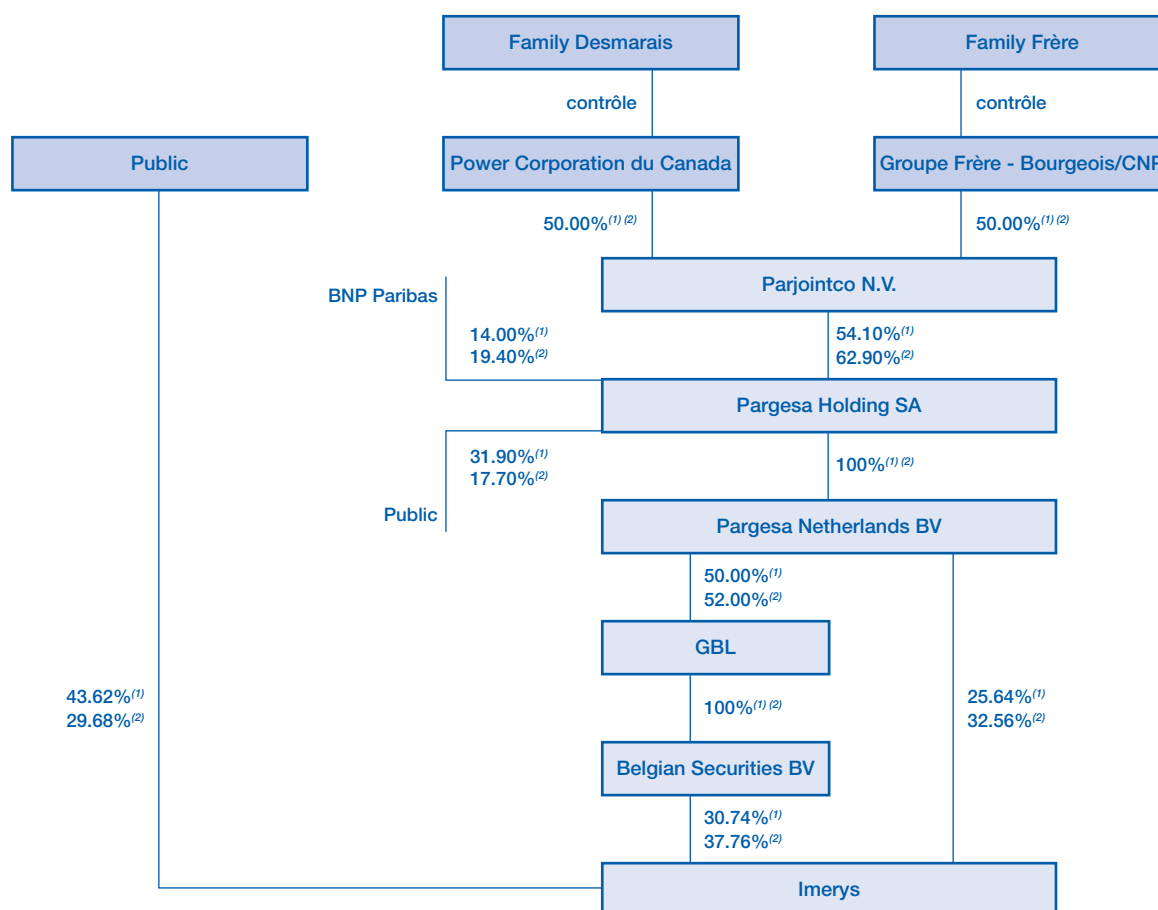 Family Desmarais
Family Frère
contrôle
contrôle
Public
Power Corporation du Canada
Groupe Frère - Bourgeois/CNP
50.00%(1) (2)
50.00%(1) (2)
Parjointco N.V.
BNP Paribas
14.00%(1)
19.40%(2)
54.10%(1)
62.90%(2)
Pargesa Holding SA
31.90%(1)
17.70%(2)
100%(1) (2)
Public
Pargesa Netherlands BV
50.00%(1)
52.00%(2)
GBL
43.62%(1)
29.68%(2)
100%(1) (2)
25.64%(1)
32.56%(2)
Belgian Securities BV
30.74%(1)
37.76%(2)
Imerys